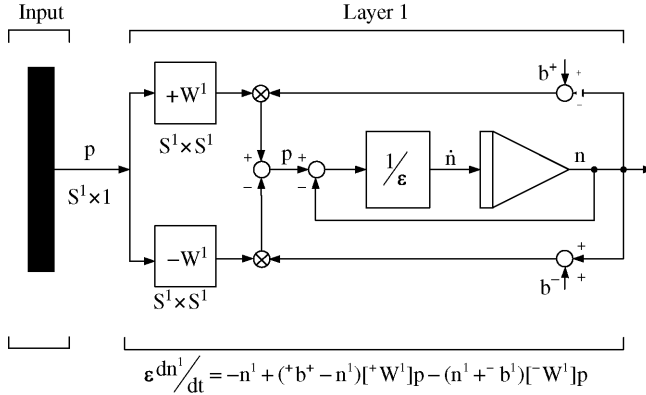 Input
Layer 1
b⁺
+
−
+W¹
S¹×S¹
p
S¹×1
+
−
p
+
−
1/ε
ṅ
n
−W¹
S¹×S¹
b⁻
+
+
ε dn¹/dt = −n¹ + (⁺b⁺ − n¹)[⁺W¹]p − (n¹ +⁻ b¹)[⁻W¹]p